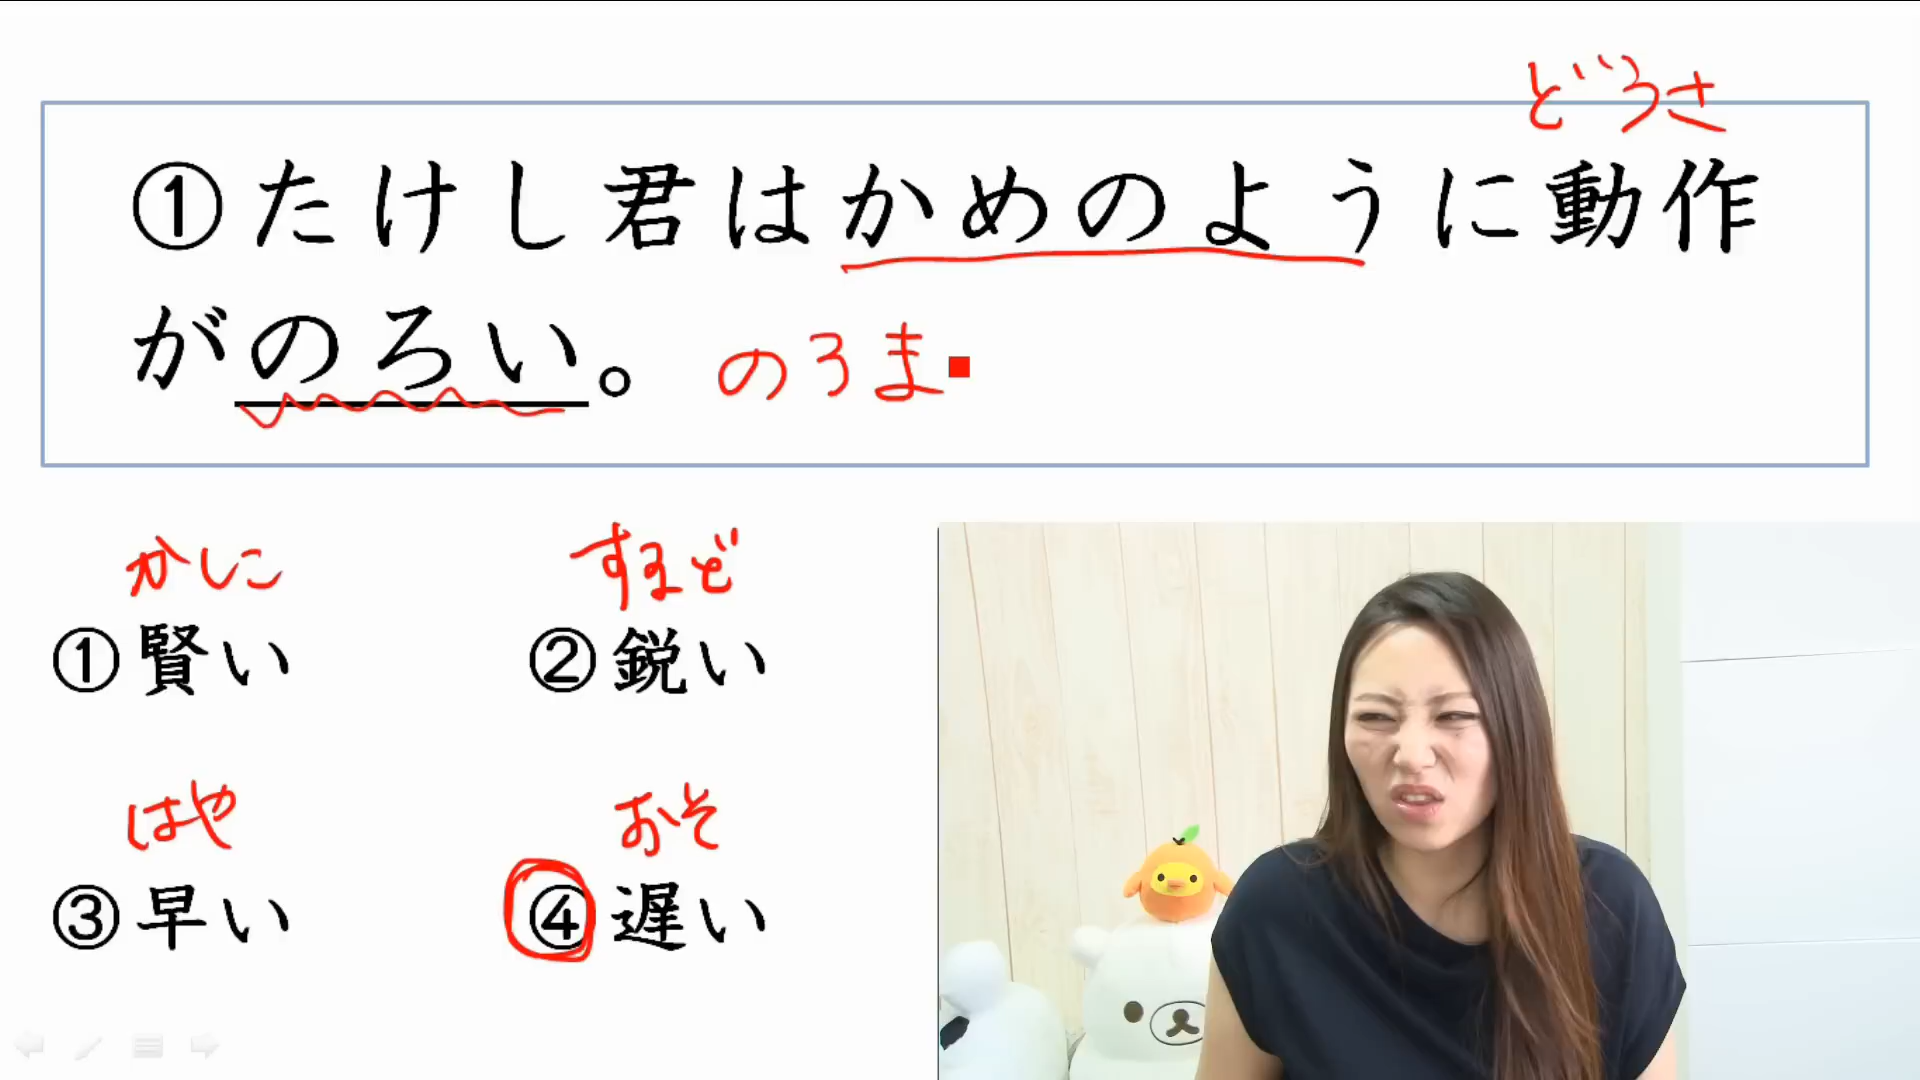 どうさ
①たけし君はかめのように動作
がのろい。 のろま
かしこ
①賢い
するど
②鋭い
はや
③早い
おそ
④遅い